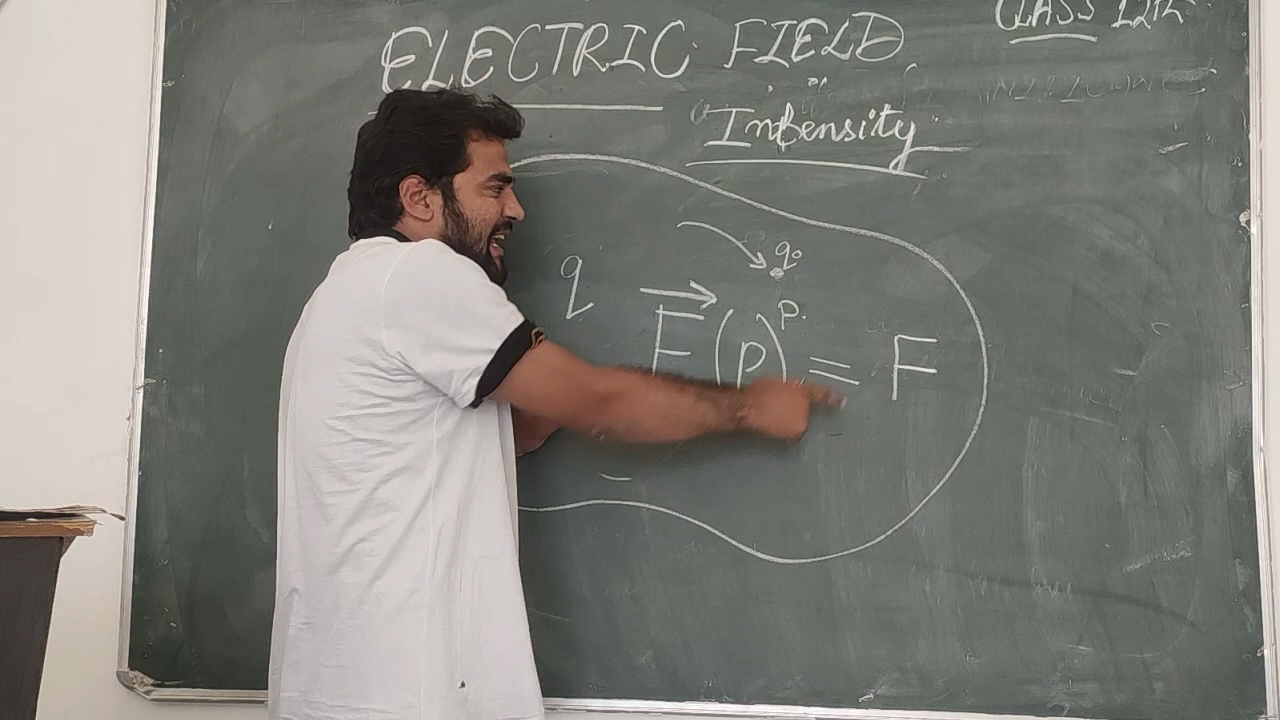 ELECTRIC FIELD
CLASS 12th
Intensity
q
q₀
P.
E(p) = F